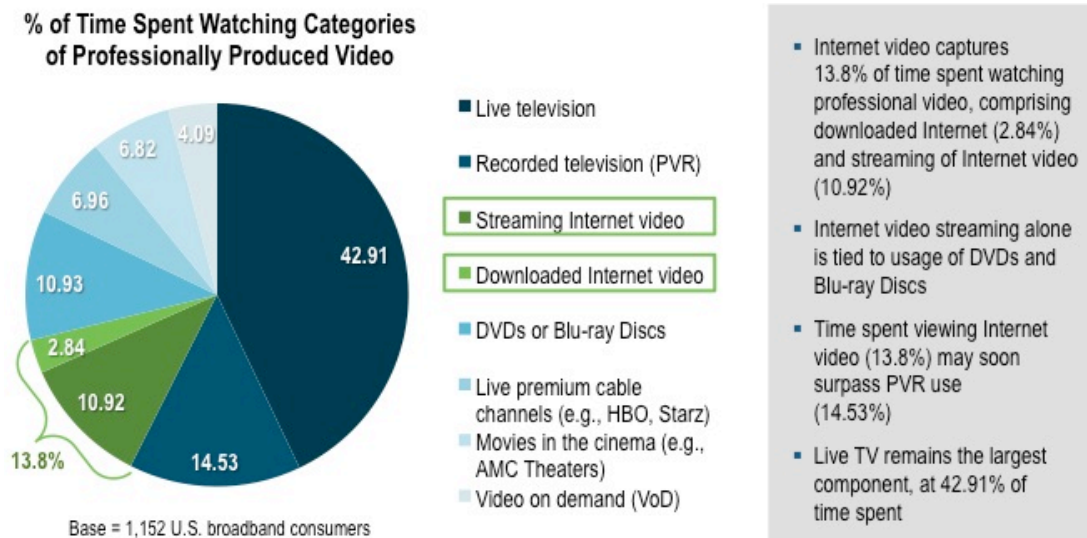 % of Time Spent Watching Categories
of Professionally Produced Video
4.09
6.82
6.96
10.93
2.84
10.92
14.53
42.91
13.8%
Base = 1,152 U.S. broadband consumers
Live television
Recorded television (PVR)
Streaming Internet video
Downloaded Internet video
DVDs or Blu-ray Discs
Live premium cable
channels (e.g., HBO, Starz)
Movies in the cinema (e.g.,
AMC Theaters)
Video on demand (VoD)
Internet video captures
13.8% of time spent watching
professional video, comprising
downloaded Internet (2.84%)
and streaming of Internet video
(10.92%)
Internet video streaming alone
is tied to usage of DVDs and
Blu-ray Discs
Time spent viewing Internet
video (13.8%) may soon
surpass PVR use
(14.53%)
Live TV remains the largest
component, at 42.91% of
time spent